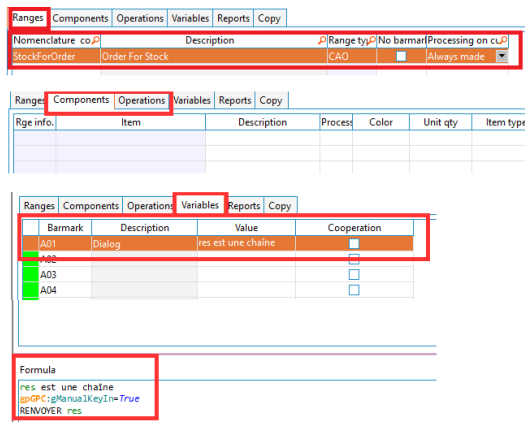 Ranges Components Operations Variables Reports Copy
Nomenclature co Description Range ty No barmar Processing on cu
StockForOrder Order For Stock CAO Always made
Ranges Components Operations Variables Reports Copy
Rge info. Item Description Process Color Unit qty Item type
Ranges Components Operations Variables Reports Copy
Barmark Description Value Cooperation
A01 Dialog res est une chaîne
A02
A03
A04
Formula
res est une chaîne
gpGPC:gManualKeyIn=True
RENVOYER res